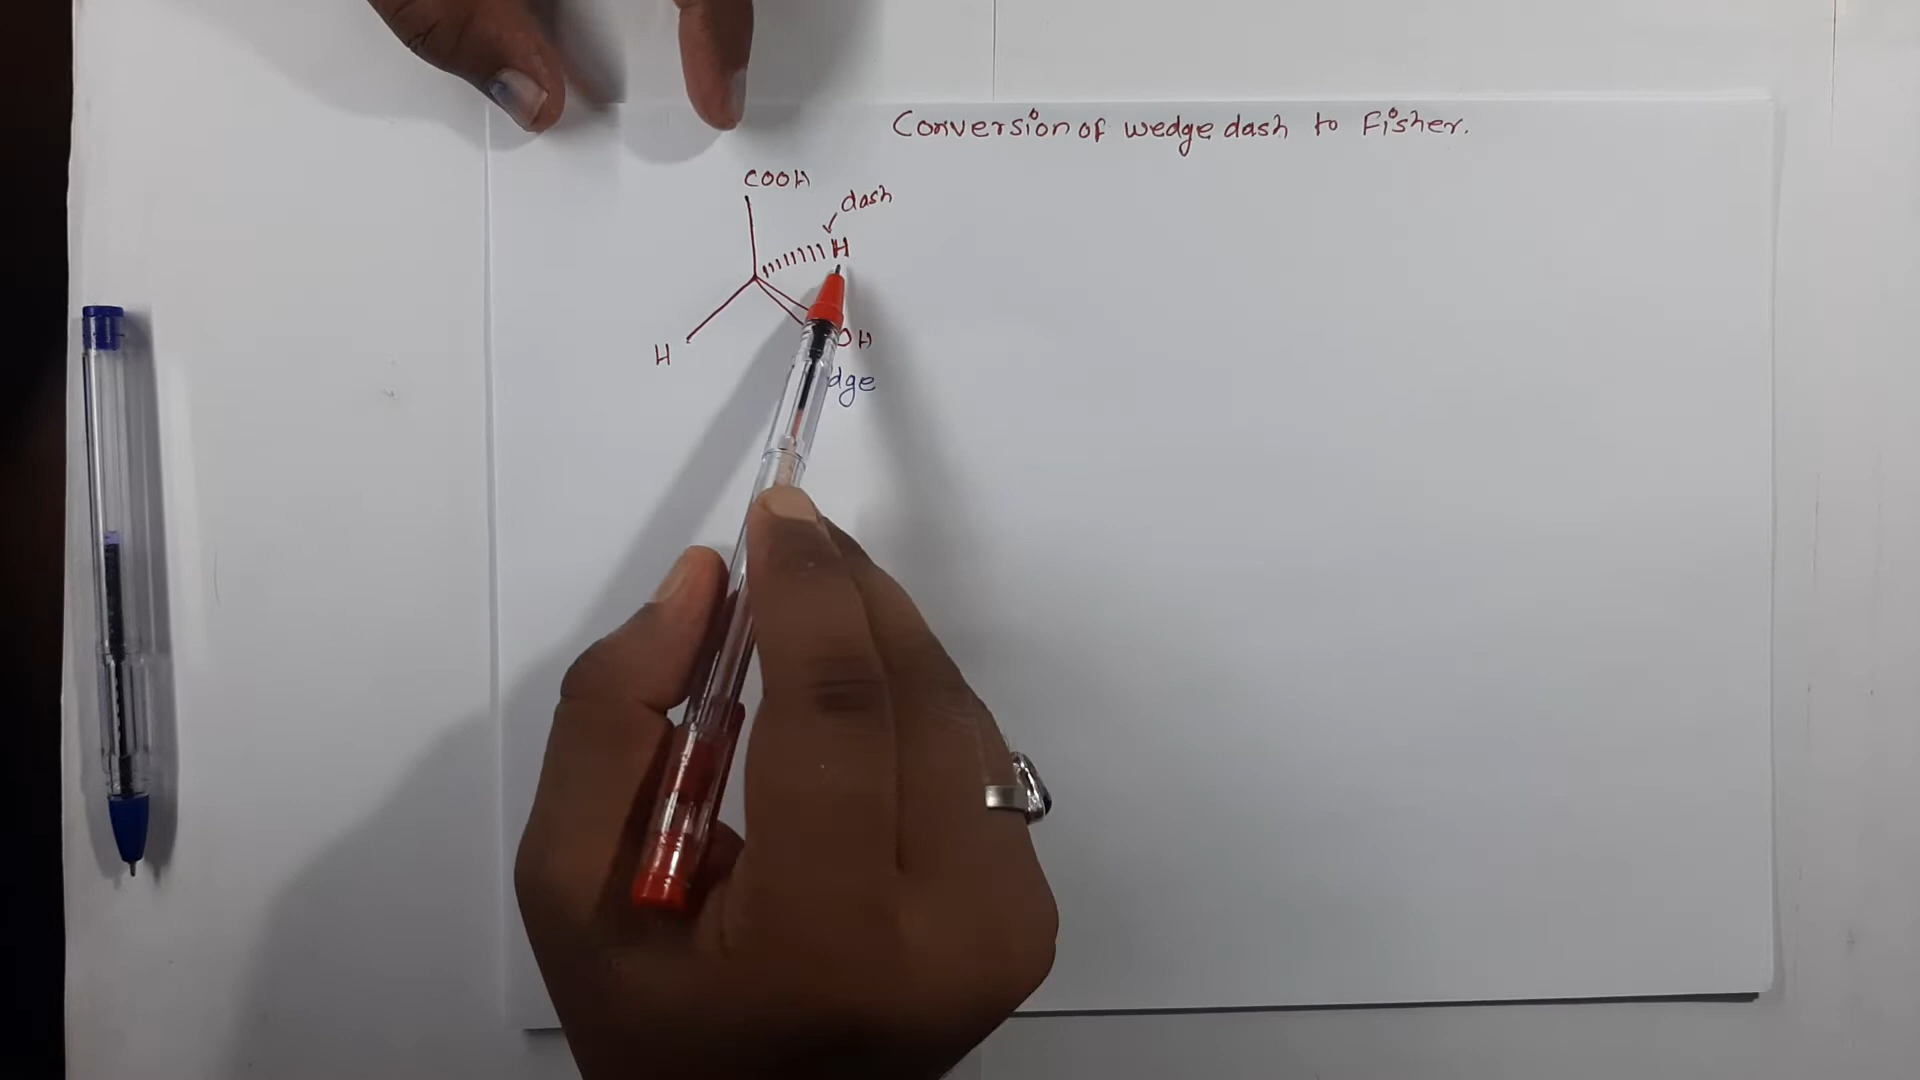 Conversion of wedge dash to Fisher.
COOH
dash
H
OH
H
dge